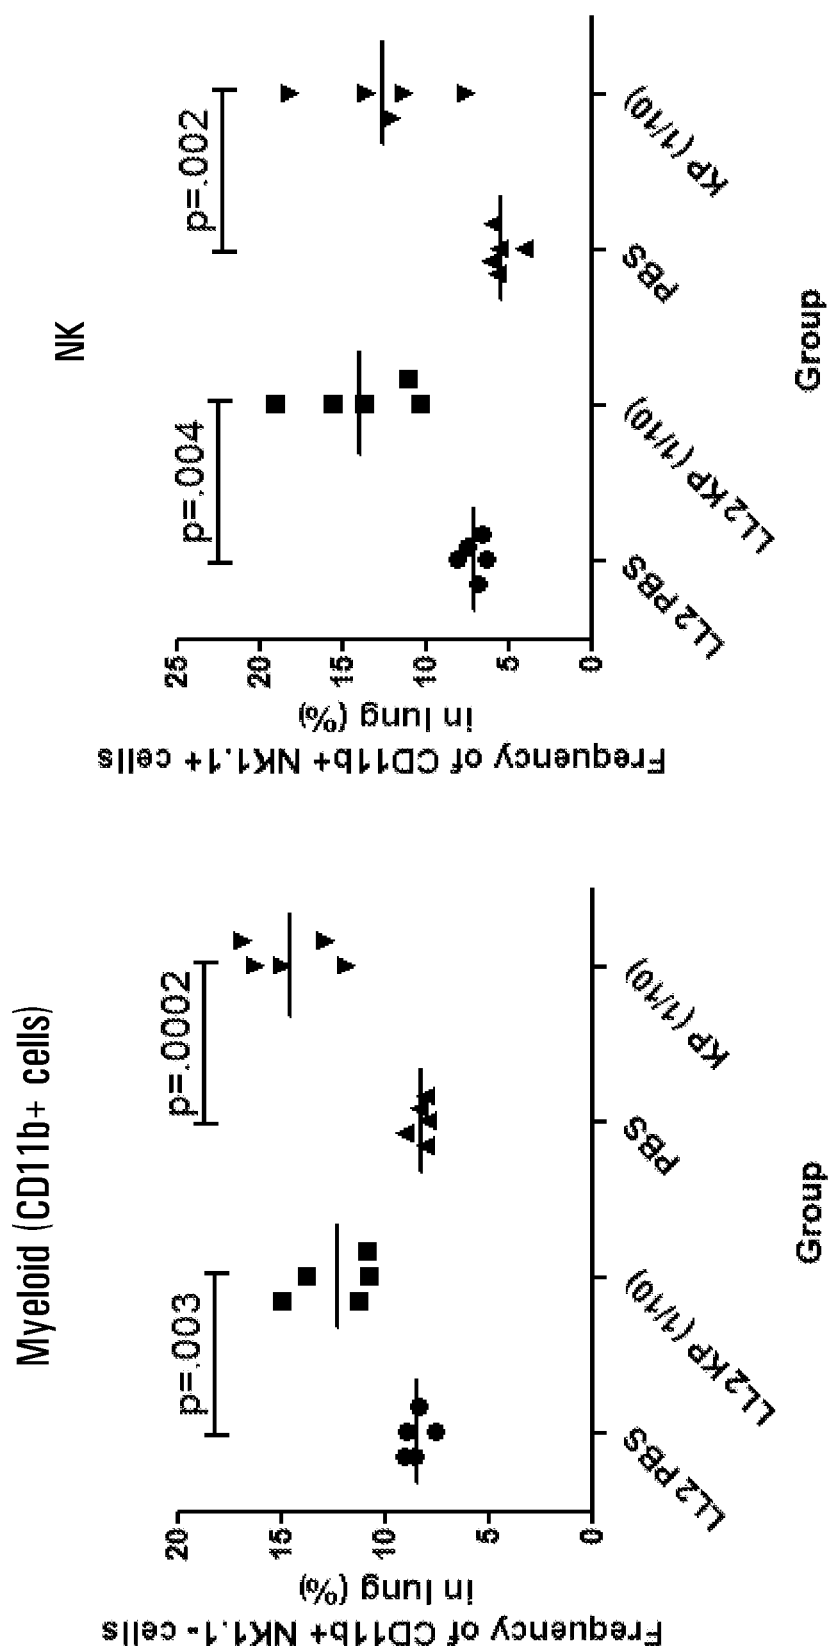 Myeloid (CD11b+ cells)
Frequency of CD11b+ NK1.1- cells
in lung (%)
20
15
10
5
0
p=.003
p=.0002
LL2 PBS
LL2 KP (1/10)
PBS
KP (1/10)
Group
NK
Frequency of CD11b+ NK1.1+ cells
in lung (%)
25
20
15
10
5
0
p=.004
p=.002
LL2 PBS
LL2 KP (1/10)
PBS
KP (1/10)
Group